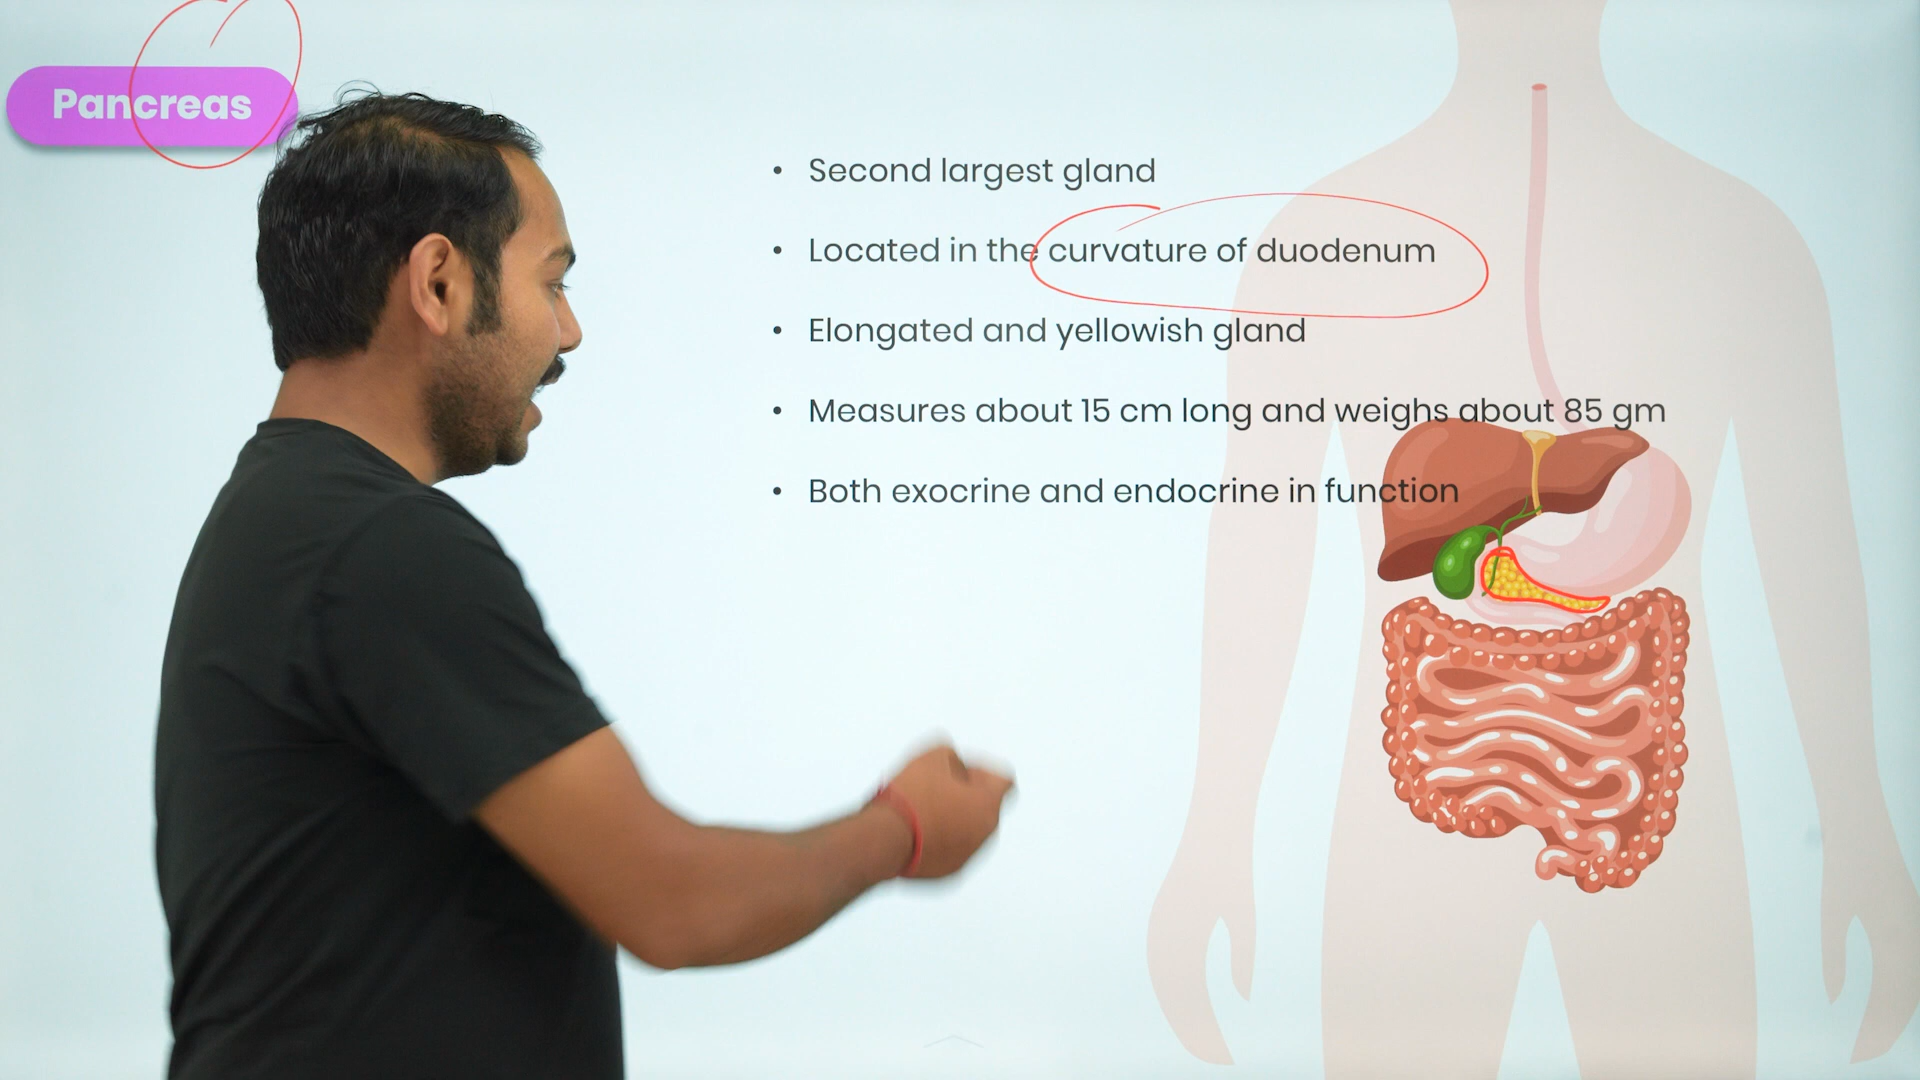 Pancreas
• Second largest gland
• Located in the curvature of duodenum
• Elongated and yellowish gland
• Measures about 15 cm long and weighs about 85 gm
• Both exocrine and endocrine in function